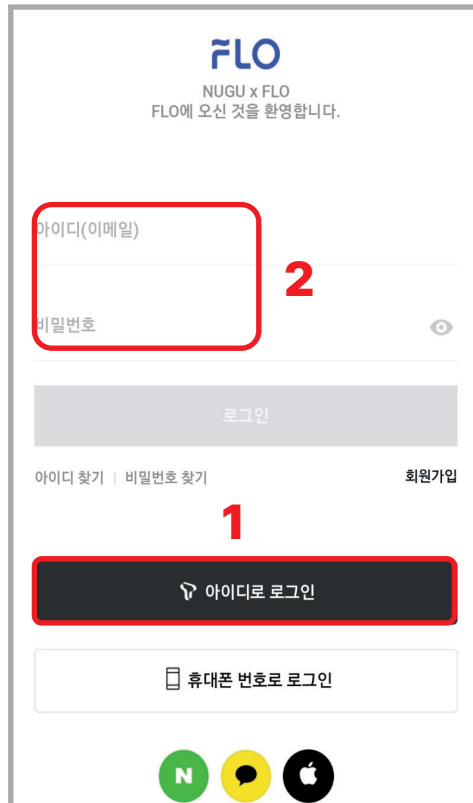 FLO
NUGU x FLO
FLO에 오신 것을 환영합니다.
아이디(이메일)
2
비밀번호
로그인
아이디 찾기 | 비밀번호 찾기
회원가입
1
아이디로 로그인
휴대폰 번호로 로그인
N